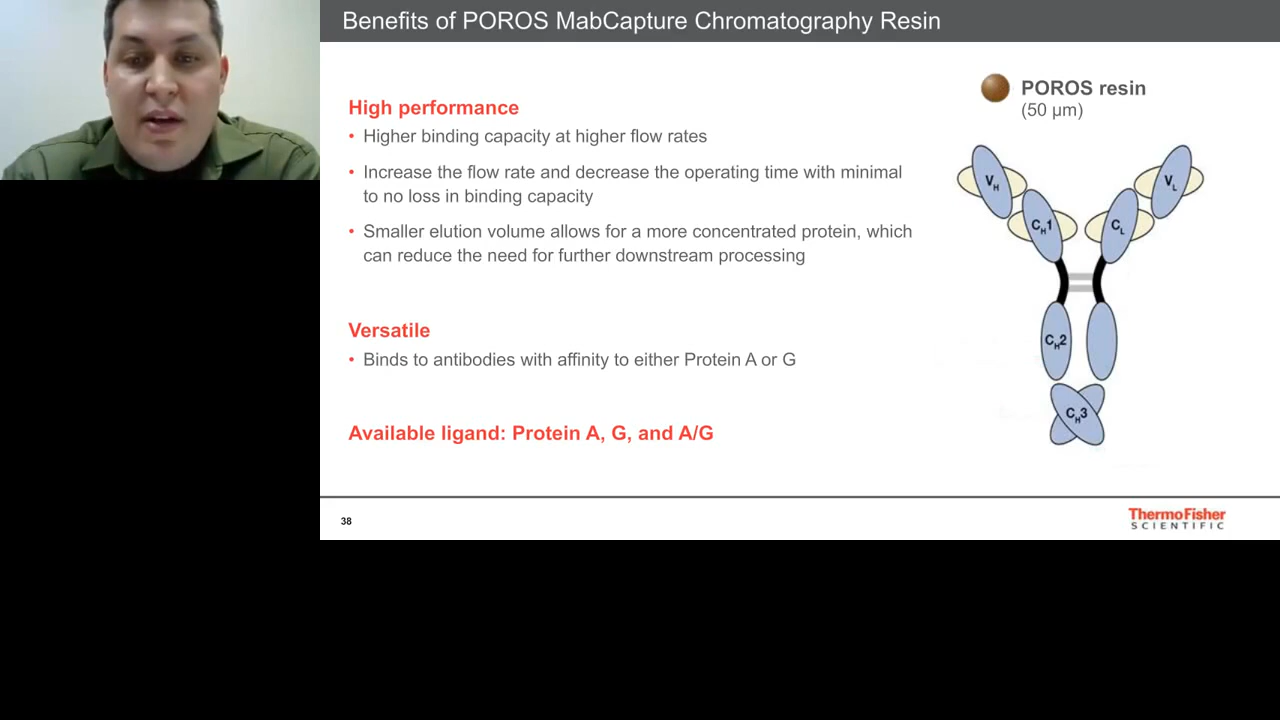 Benefits of POROS MabCapture Chromatography Resin
High performance
• Higher binding capacity at higher flow rates
• Increase the flow rate and decrease the operating time with minimal
to no loss in binding capacity
• Smaller elution volume allows for a more concentrated protein, which
can reduce the need for further downstream processing
Versatile
• Binds to antibodies with affinity to either Protein A or G
Available ligand: Protein A, G, and A/G
POROS resin
(50 µm)
VH
VL
CH1
CL
CH2
CH3
38
ThermoFisher
SCIENTIFIC